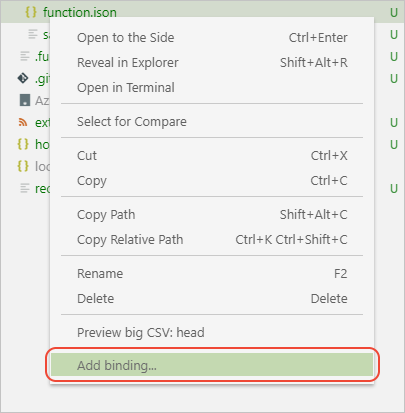 { } function.json U
sa U
Open to the Side Ctrl+Enter
.fu U
Reveal in Explorer Shift+Alt+R
.git U
Open in Terminal
Az
Select for Compare
ext U
{ } ho U
Cut Ctrl+X
{ } loc
Copy Ctrl+C
rec U
Copy Path Shift+Alt+C
Copy Relative Path Ctrl+K Ctrl+Shift+C
Rename F2
Delete Delete
Preview big CSV: head
Add binding...